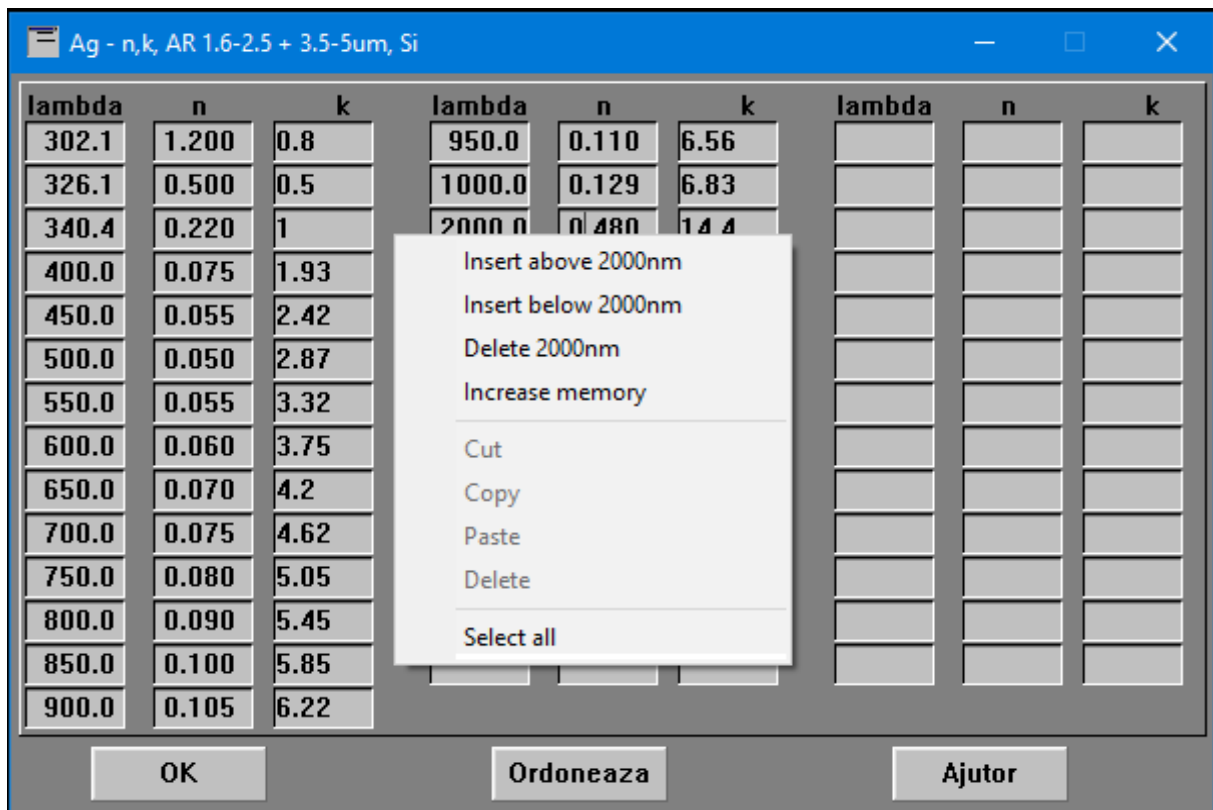 Ag - n,k, AR 1.6-2.5 + 3.5-5um, Si
lambda n k lambda n k lambda n k
302.1 1.200 0.8 950.0 0.110 6.56
326.1 0.500 0.5 1000.0 0.129 6.83
340.4 0.220 1 2000.0 0.480 14.4
400.0 0.075 1.93
450.0 0.055 2.42
500.0 0.050 2.87
550.0 0.055 3.32
600.0 0.060 3.75
650.0 0.070 4.2
700.0 0.075 4.62
750.0 0.080 5.05
800.0 0.090 5.45
850.0 0.100 5.85
900.0 0.105 6.22
Insert above 2000nm
Insert below 2000nm
Delete 2000nm
Increase memory
Cut
Copy
Paste
Delete
Select all
OK Ordoneaza Ajutor